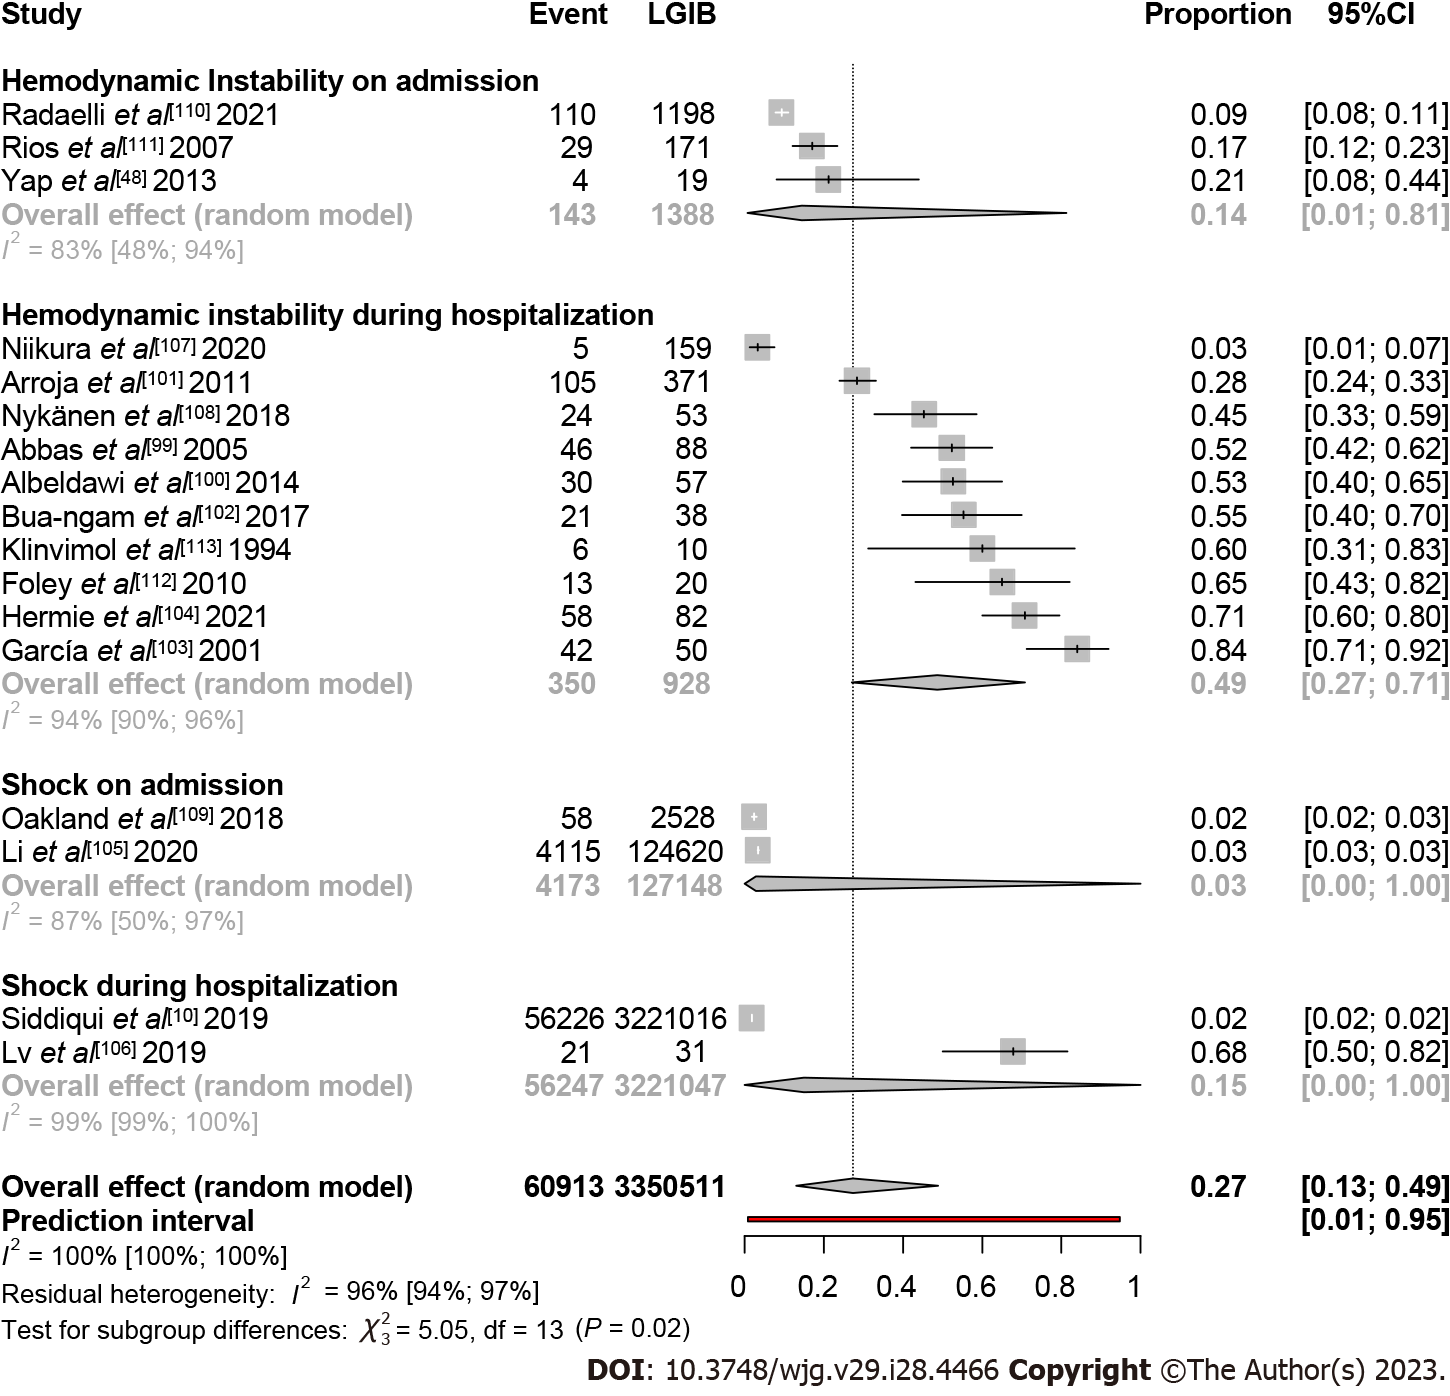 Study Event LGIB Proportion 95%CI
Hemodynamic Instability on admission
Radaelli et al[110] 2021 110 1198 0.09 [0.08; 0.11]
Rios et al[111] 2007 29 171 0.17 [0.12; 0.23]
Yap et al[48] 2013 4 19 0.21 [0.08; 0.44]
Overall effect (random model) 143 1388 0.14 [0.01; 0.81]
I² = 83% [48%; 94%]
Hemodynamic instability during hospitalization
Niikura et al[107] 2020 5 159 0.03 [0.01; 0.07]
Arroja et al[101] 2011 105 371 0.28 [0.24; 0.33]
Nykänen et al[108] 2018 24 53 0.45 [0.33; 0.59]
Abbas et al[99] 2005 46 88 0.52 [0.42; 0.62]
Albeldawi et al[100] 2014 30 57 0.53 [0.40; 0.65]
Bua-ngam et al[102] 2017 21 38 0.55 [0.40; 0.70]
Klinvimol et al[113] 1994 6 10 0.60 [0.31; 0.83]
Foley et al[112] 2010 13 20 0.65 [0.43; 0.82]
Hermie et al[104] 2021 58 82 0.71 [0.60; 0.80]
García et al[103] 2001 42 50 0.84 [0.71; 0.92]
Overall effect (random model) 350 928 0.49 [0.27; 0.71]
I² = 94% [90%; 96%]
Shock on admission
Oakland et al[109] 2018 58 2528 0.02 [0.02; 0.03]
Li et al[105] 2020 4115 124620 0.03 [0.03; 0.03]
Overall effect (random model) 4173 127148 0.03 [0.00; 1.00]
I² = 87% [50%; 97%]
Shock during hospitalization
Siddiqui et al[10] 2019 56226 3221016 0.02 [0.02; 0.02]
Lv et al[106] 2019 21 31 0.68 [0.50; 0.82]
Overall effect (random model) 56247 3221047 0.15 [0.00; 1.00]
I² = 99% [99%; 100%]
Overall effect (random model) 60913 3350511 0.27 [0.13; 0.49]
Prediction interval [0.01; 0.95]
I² = 100% [100%; 100%]
0 0.2 0.4 0.6 0.8 1
Residual heterogeneity: I² = 96% [94%; 97%]
Test for subgroup differences: χ²₃ = 5.05, df = 13 (P = 0.02)
DOI: 10.3748/wjg.v29.i28.4466 Copyright ©The Author(s) 2023.